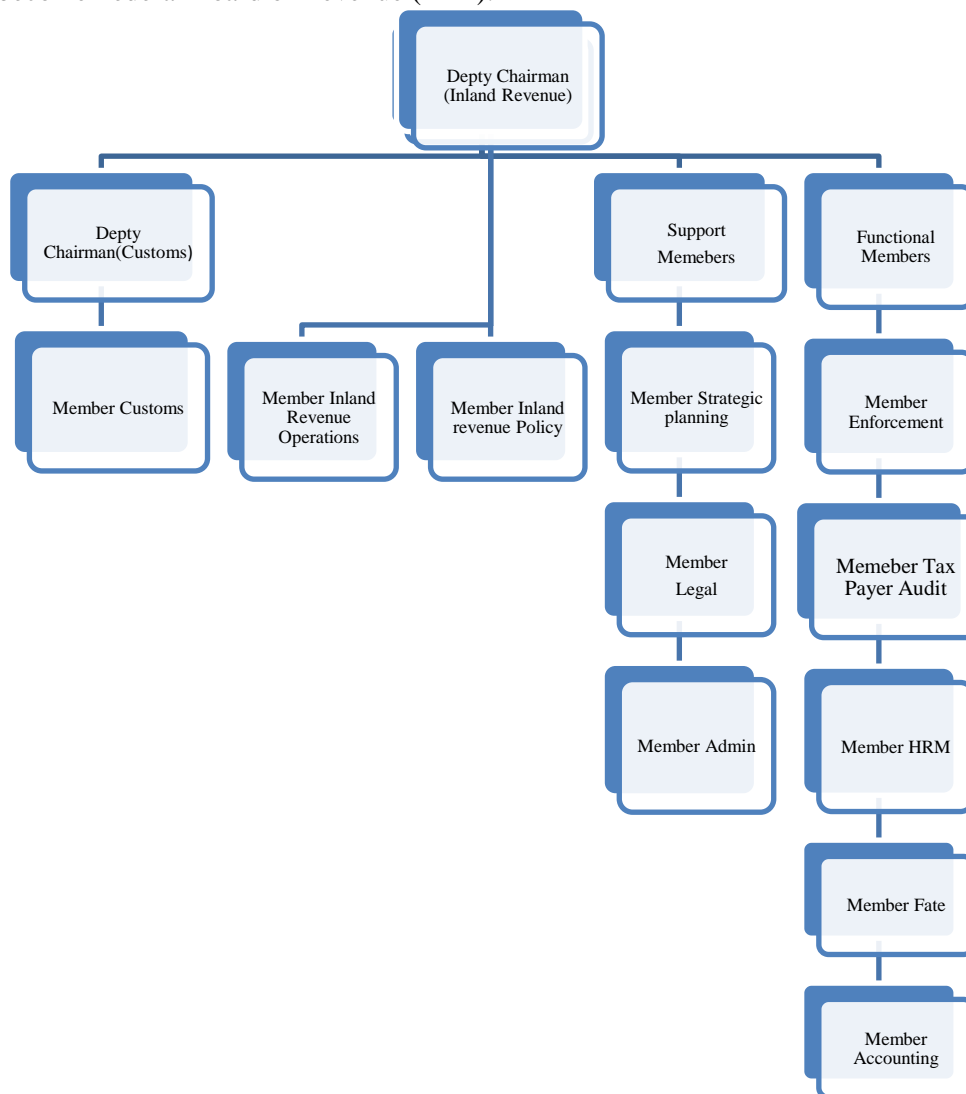 Depty Chairman
(Inland Revenue)
Depty
Chairman(Customs)
Support
Memebers
Functional
Members
Member Customs
Member Inland
Revenue
Operations
Member Inland
revenue Policy
Member Strategic
planning
Member
Enforcement
Member
Legal
Memeber Tax
Payer Audit
Member Admin
Member HRM
Member Fate
Member
Accounting